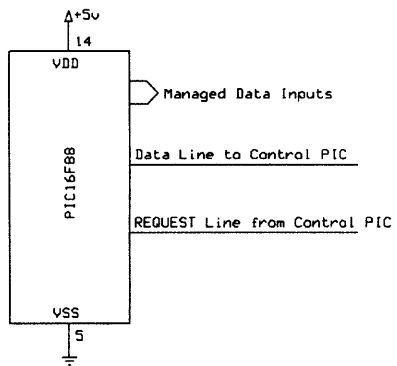 +5v
14
VDD
Managed Data Inputs
Data Line to Control PIC
PIC16F88
REQUEST Line from Control PIC
VSS
5